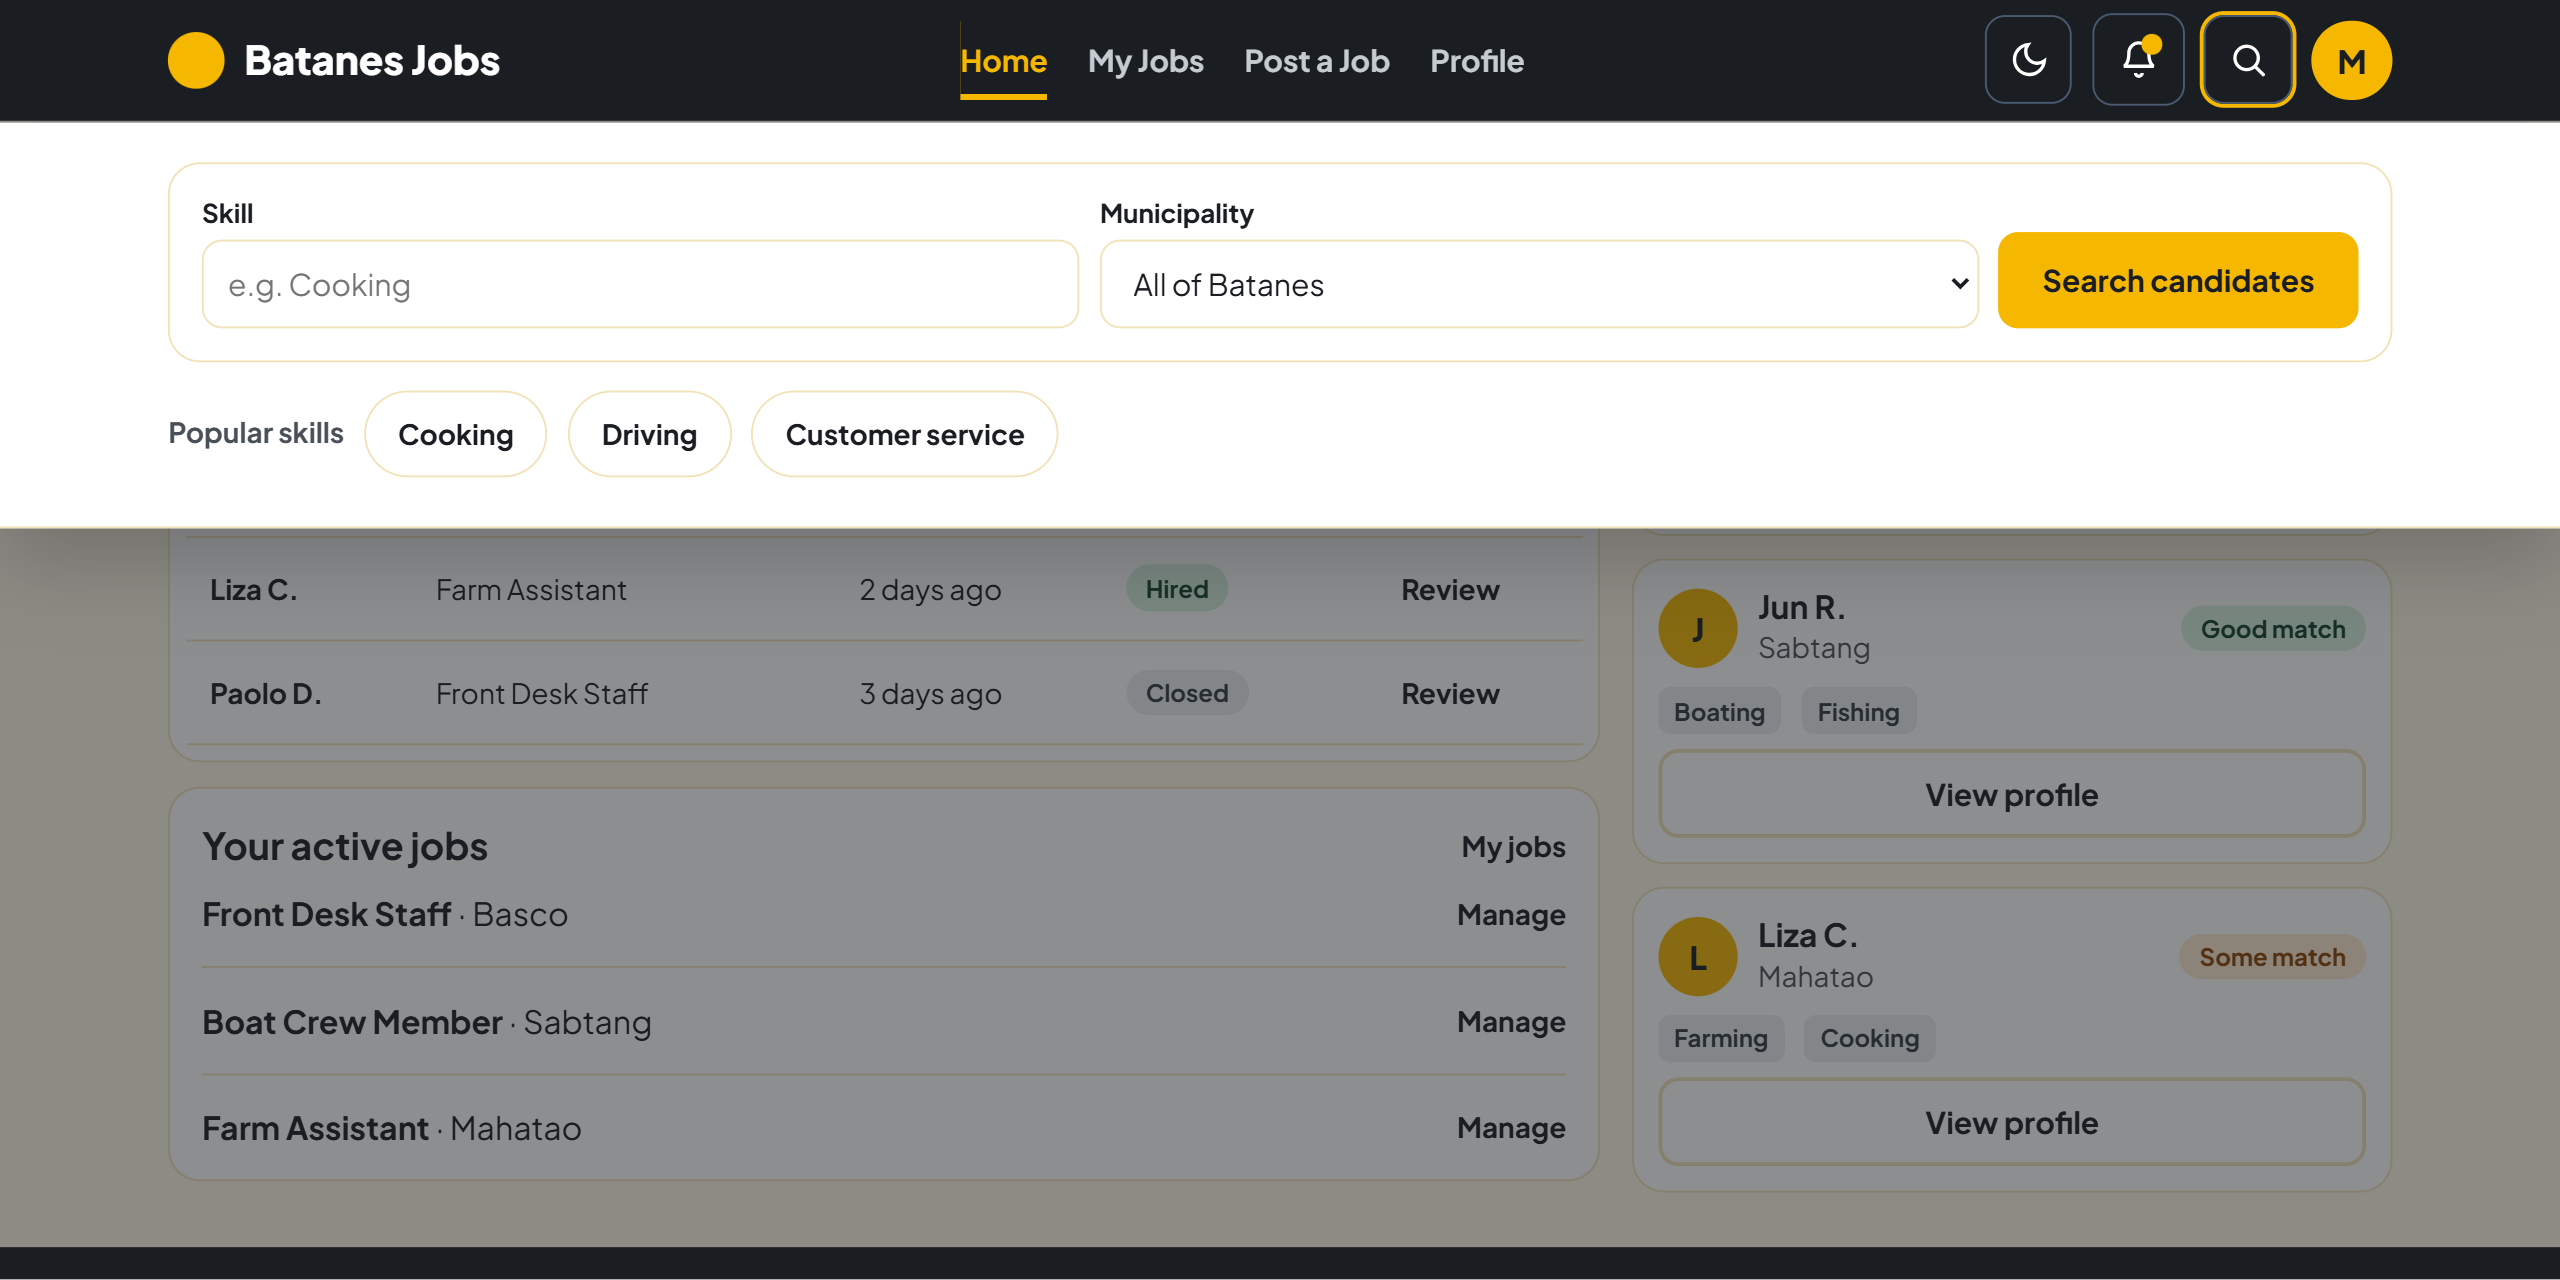 Batanes Jobs
Home My Jobs Post a Job Profile
M
Skill
e.g. Cooking
Municipality
All of Batanes
Search candidates
Popular skills Cooking Driving Customer service
Liza C. Farm Assistant 2 days ago Hired Review
Paolo D. Front Desk Staff 3 days ago Closed Review
Your active jobs My jobs
Front Desk Staff · Basco Manage
Boat Crew Member · Sabtang Manage
Farm Assistant · Mahatao Manage
J
Jun R.
Sabtang
Good match
Boating Fishing
View profile
L
Liza C.
Mahatao
Some match
Farming Cooking
View profile